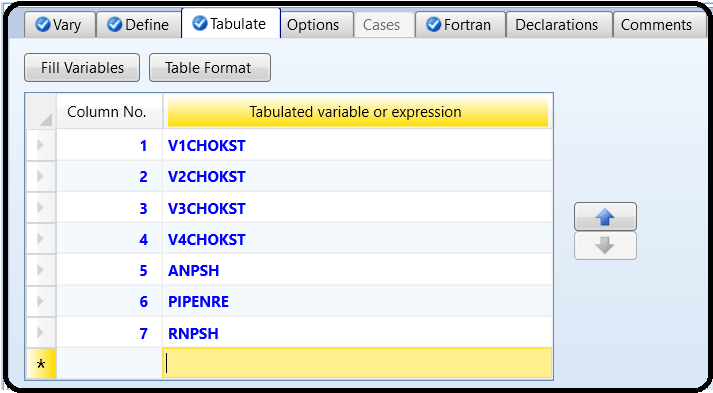 Vary Define Tabulate Options Cases Fortran Declarations Comments
Fill Variables Table Format
Column No. Tabulated variable or expression
1 V1CHOKST
2 V2CHOKST
3 V3CHOKST
4 V4CHOKST
5 ANPSH
6 PIPENRE
7 RNPSH
*